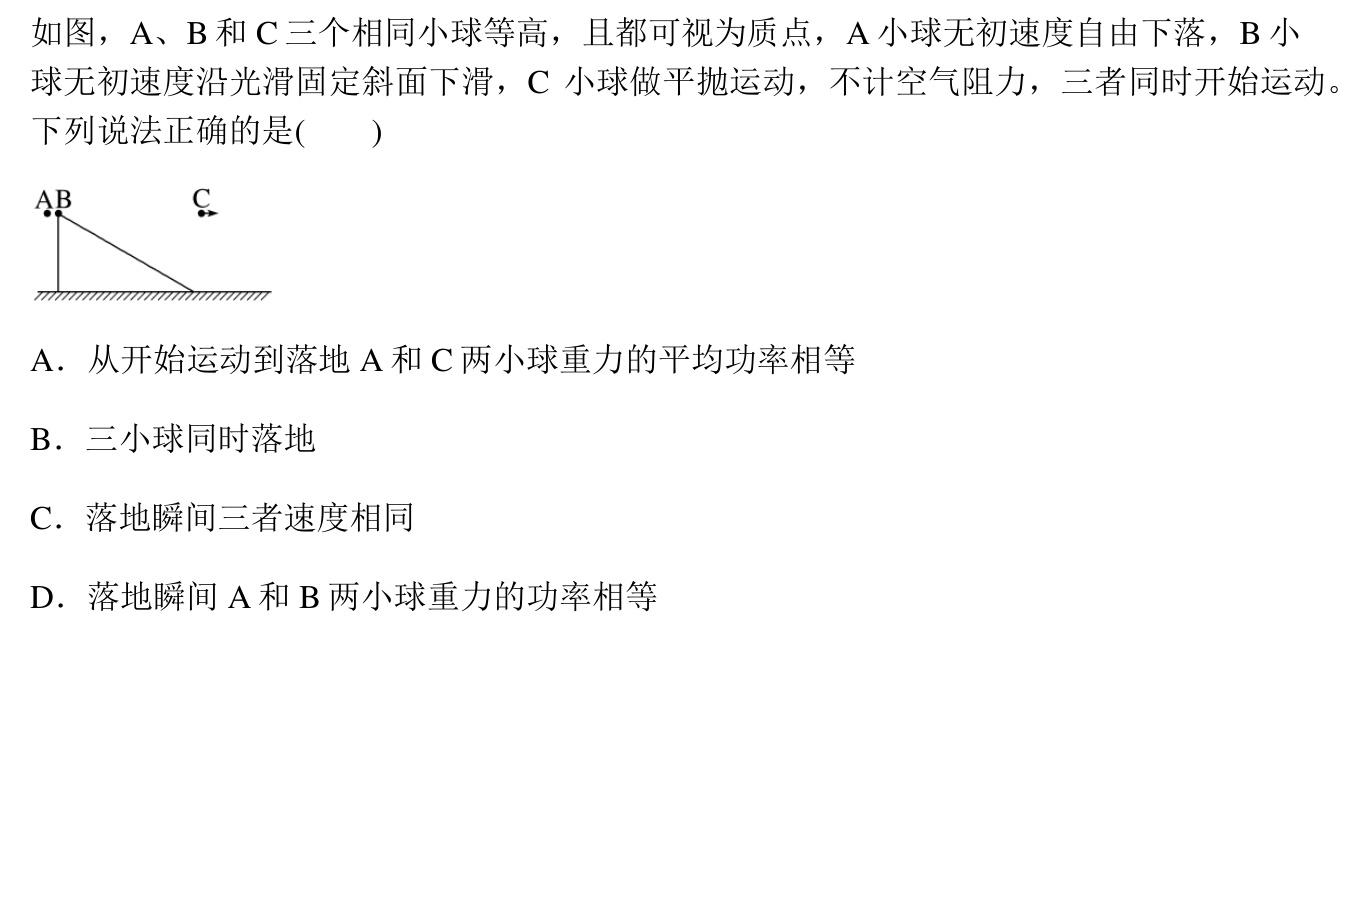 如图，A、B 和 C 三个相同小球等高，且都可视为质点，A 小球无初速度自由下落，B 小
球无初速度沿光滑固定斜面下滑，C 小球做平抛运动，不计空气阻力，三者同时开始运动。
下列说法正确的是(　　)
AB C
A．从开始运动到落地 A 和 C 两小球重力的平均功率相等
B．三小球同时落地
C．落地瞬间三者速度相同
D．落地瞬间 A 和 B 两小球重力的功率相等